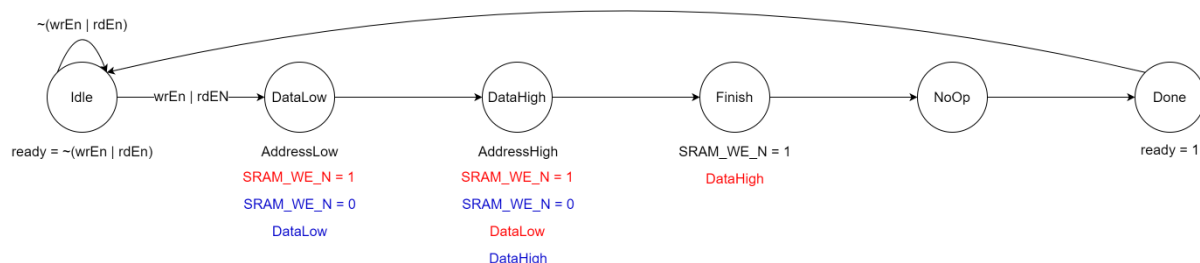 ~(wrEn | rdEn)
Idle
wrEn | rdEN
DataLow
DataHigh
Finish
NoOp
Done
ready = ~(wrEn | rdEn)
AddressLow
SRAM_WE_N = 1
SRAM_WE_N = 0
DataLow
AddressHigh
SRAM_WE_N = 1
SRAM_WE_N = 0
DataLow
DataHigh
SRAM_WE_N = 1
DataHigh
ready = 1